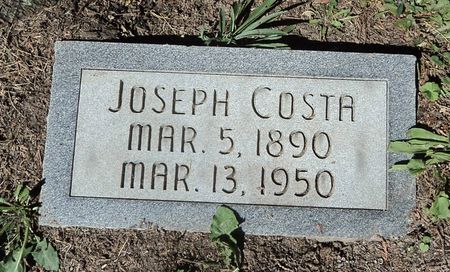 JOSEPH COSTA
MAR. 5, 1890
MAR. 13, 1950